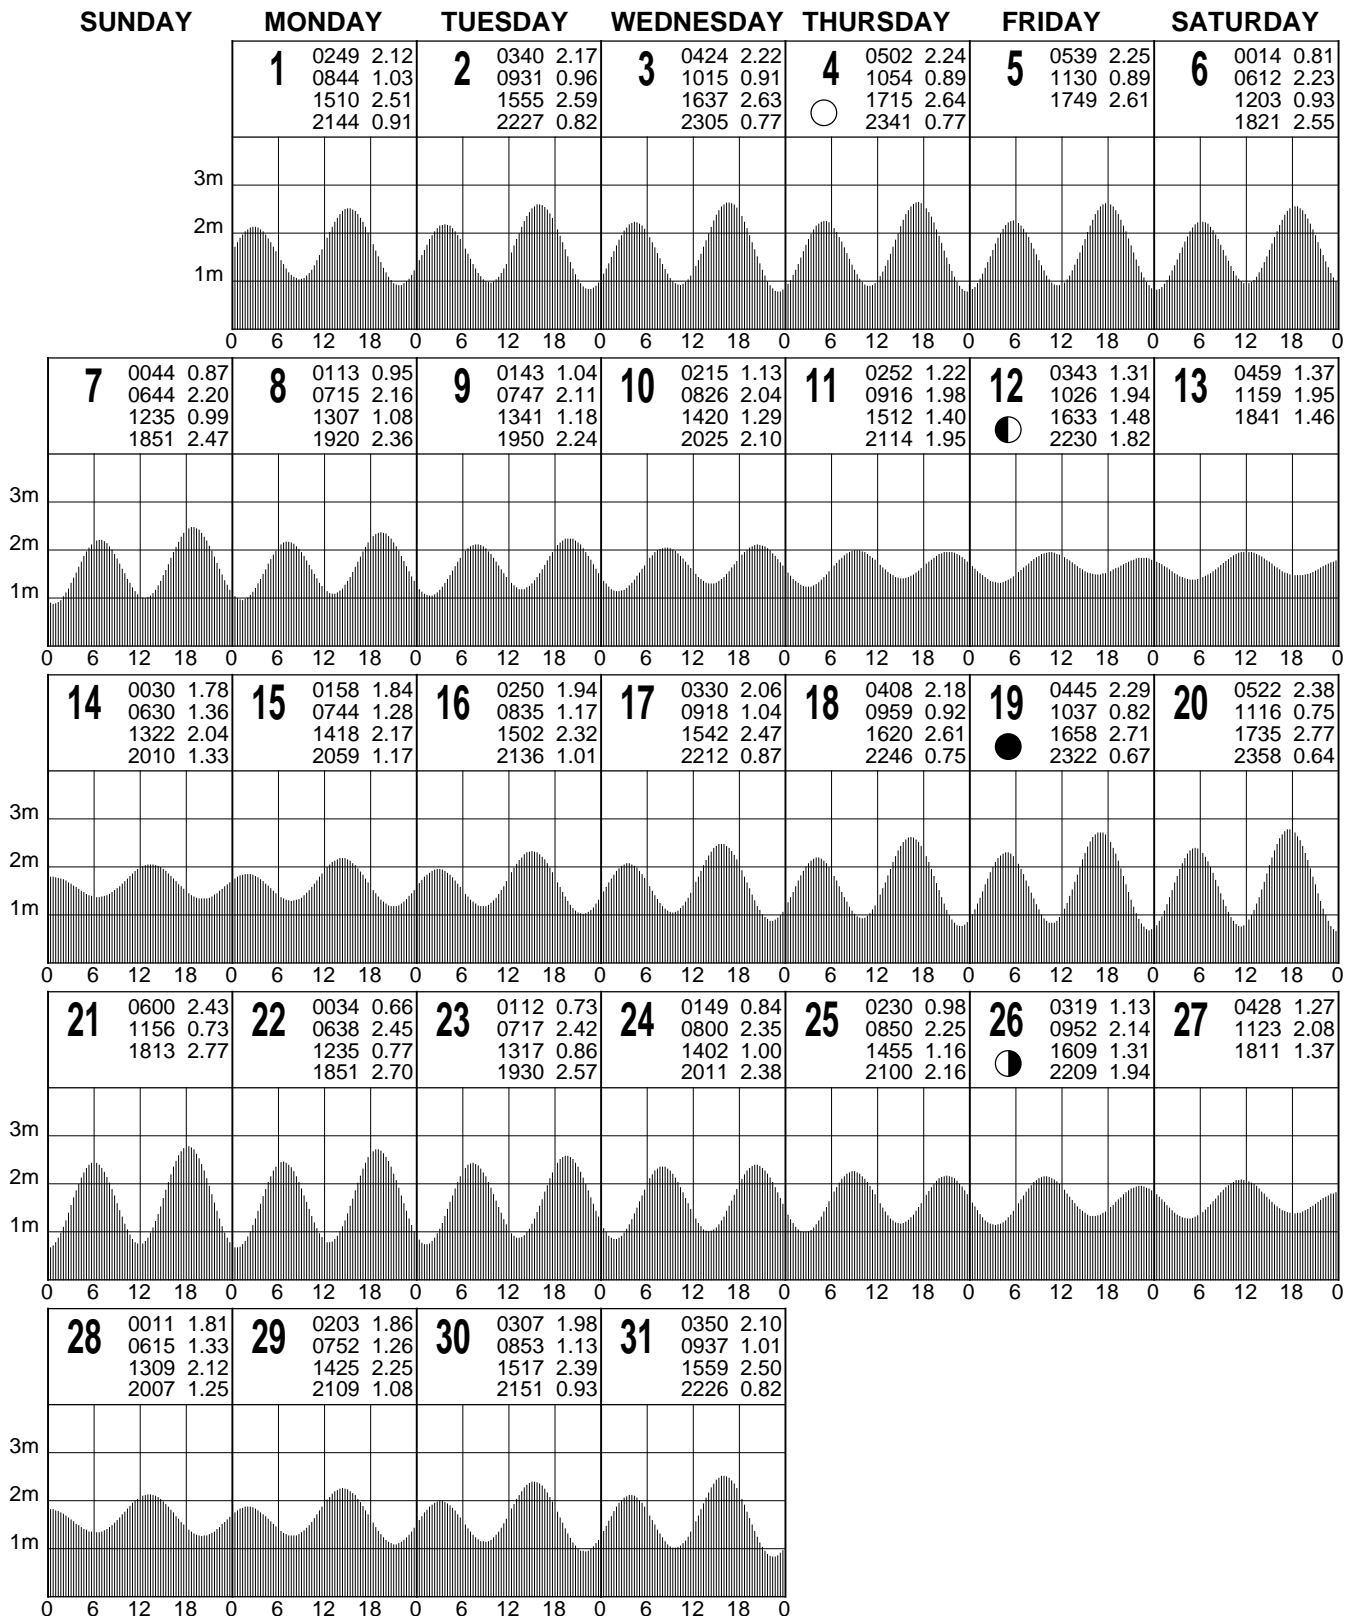 SUNDAY MONDAY TUESDAY WEDNESDAY THURSDAY FRIDAY SATURDAY
1 0249 2.12
0844 1.03
1510 2.51
2144 0.91
2 0340 2.17
0931 0.96
1555 2.59
2227 0.82
3 0424 2.22
1015 0.91
1637 2.63
2305 0.77
4 0502 2.24
1054 0.89
1715 2.64
2341 0.77
5 0539 2.25
1130 0.89
1749 2.61
6 0014 0.81
0612 2.23
1203 0.93
1821 2.55
3m
2m
1m
0 6 12 18 0 6 12 18 0 6 12 18 0 6 12 18 0 6 12 18 0 6 12 18 0
7 0044 0.87
0644 2.20
1235 0.99
1851 2.47
8 0113 0.95
0715 2.16
1307 1.08
1920 2.36
9 0143 1.04
0747 2.11
1341 1.18
1950 2.24
10 0215 1.13
0826 2.04
1420 1.29
2025 2.10
11 0252 1.22
0916 1.98
1512 1.40
2114 1.95
12 0343 1.31
1026 1.94
1633 1.48
2230 1.82
13 0459 1.37
1159 1.95
1841 1.46
3m
2m
1m
0 6 12 18 0 6 12 18 0 6 12 18 0 6 12 18 0 6 12 18 0 6 12 18 0 6 12 18 0
14 0030 1.78
0630 1.36
1322 2.04
2010 1.33
15 0158 1.84
0744 1.28
1418 2.17
2059 1.17
16 0250 1.94
0835 1.17
1502 2.32
2136 1.01
17 0330 2.06
0918 1.04
1542 2.47
2212 0.87
18 0408 2.18
0959 0.92
1620 2.61
2246 0.75
19 0445 2.29
1037 0.82
1658 2.71
2322 0.67
20 0522 2.38
1116 0.75
1735 2.77
2358 0.64
3m
2m
1m
0 6 12 18 0 6 12 18 0 6 12 18 0 6 12 18 0 6 12 18 0 6 12 18 0 6 12 18 0
21 0600 2.43
1156 0.73
1813 2.77
22 0034 0.66
0638 2.45
1235 0.77
1851 2.70
23 0112 0.73
0717 2.42
1317 0.86
1930 2.57
24 0149 0.84
0800 2.35
1402 1.00
2011 2.38
25 0230 0.98
0850 2.25
1455 1.16
2100 2.16
26 0319 1.13
0952 2.14
1609 1.31
2209 1.94
27 0428 1.27
1123 2.08
1811 1.37
3m
2m
1m
0 6 12 18 0 6 12 18 0 6 12 18 0 6 12 18 0 6 12 18 0 6 12 18 0 6 12 18 0
28 0011 1.81
0615 1.33
1309 2.12
2007 1.25
29 0203 1.86
0752 1.26
1425 2.25
2109 1.08
30 0307 1.98
0853 1.13
1517 2.39
2151 0.93
31 0350 2.10
0937 1.01
1559 2.50
2226 0.82
3m
2m
1m
0 6 12 18 0 6 12 18 0 6 12 18 0 6 12 18 0